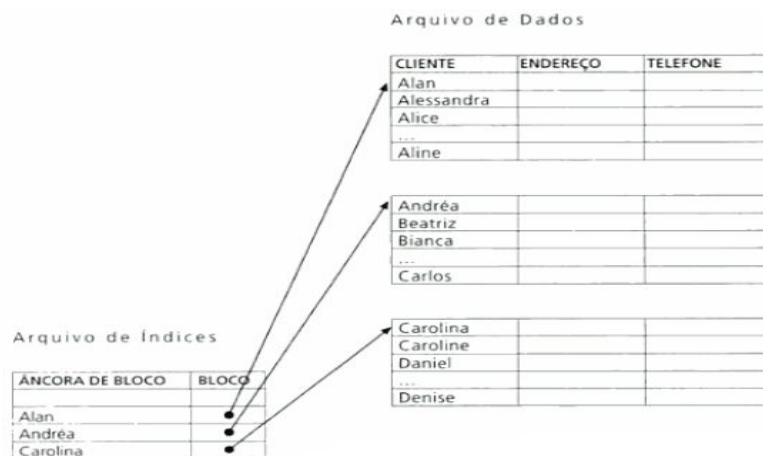 Arquivo de Dados
CLIENTE ENDEREÇO TELEFONE
Alan
Alessandra
Alice
...
Aline
Andréa
Beatriz
Bianca
...
Carlos
Carolina
Caroline
Daniel
...
Denise
Arquivo de Índices
ÂNCORA DE BLOCO BLOCO
Alan
Andréa
Carolina